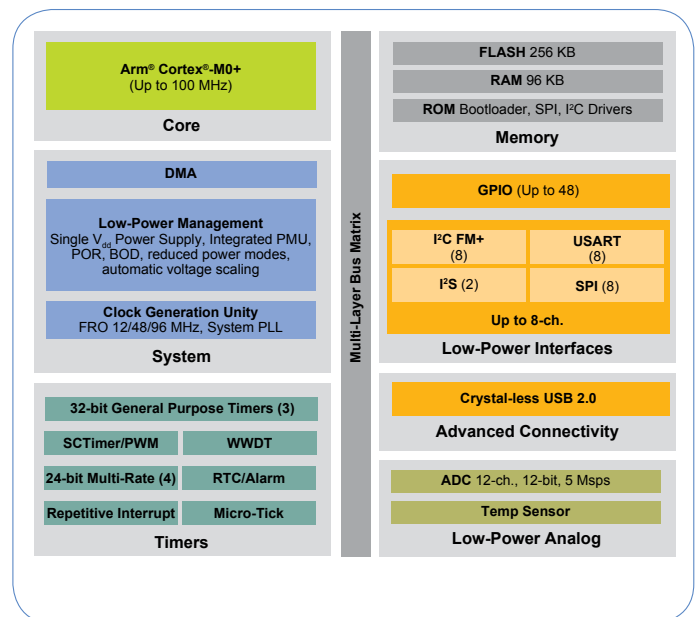 Arm® Cortex®-M0+
(Up to 100 MHz)
Core
DMA
Low-Power Management
Single Vdd Power Supply, Integrated PMU,
POR, BOD, reduced power modes,
automatic voltage scaling
Clock Generation Unity
FRO 12/48/96 MHz, System PLL
System
32-bit General Purpose Timers (3)
SCTimer/PWM
WWDT
24-bit Multi-Rate (4)
RTC/Alarm
Repetitive Interrupt
Micro-Tick
Timers
Multi-Layer Bus Matrix
FLASH 256 KB
RAM 96 KB
ROM Bootloader, SPI, I²C Drivers
Memory
GPIO (Up to 48)
I²C FM+
(8)
USART
(8)
I²S (2)
SPI (8)
Up to 8-ch.
Low-Power Interfaces
Crystal-less USB 2.0
Advanced Connectivity
ADC 12-ch., 12-bit, 5 Msps
Temp Sensor
Low-Power Analog